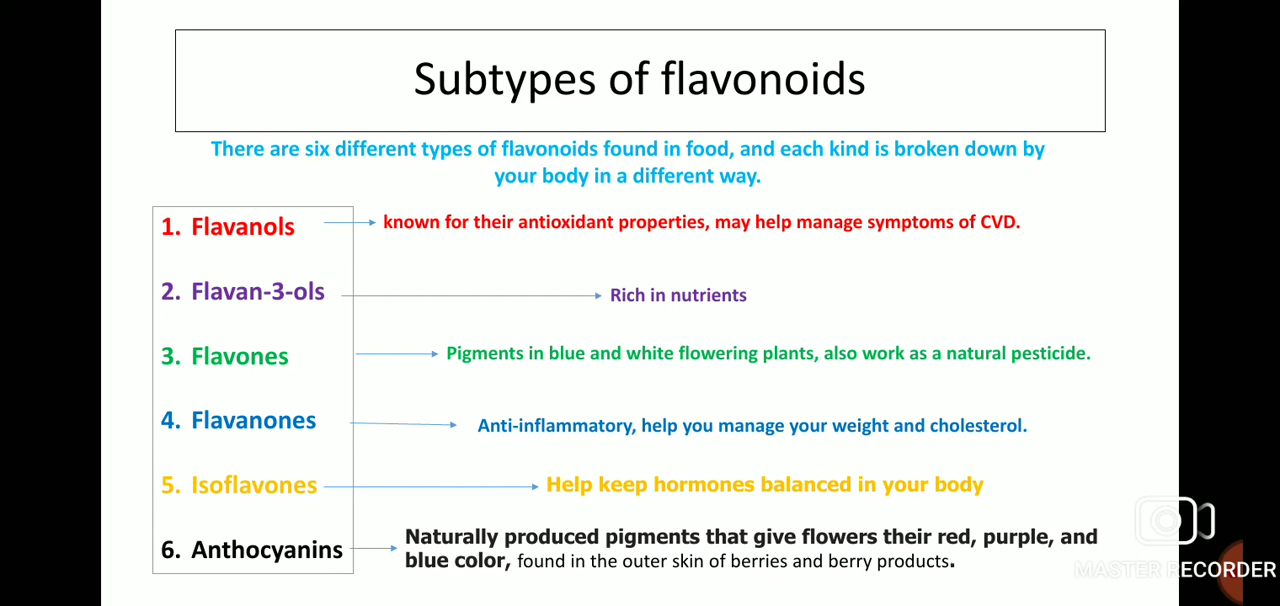 Subtypes of flavonoids
There are six different types of flavonoids found in food, and each kind is broken down by
your body in a different way.
1. Flavanols
known for their antioxidant properties, may help manage symptoms of CVD.
2. Flavan-3-ols
Rich in nutrients
3. Flavones
Pigments in blue and white flowering plants, also work as a natural pesticide.
4. Flavanones
Anti-inflammatory, help you manage your weight and cholesterol.
5. Isoflavones
Help keep hormones balanced in your body
6. Anthocyanins
Naturally produced pigments that give flowers their red, purple, and
blue color, found in the outer skin of berries and berry products.
MASTER RECORDER